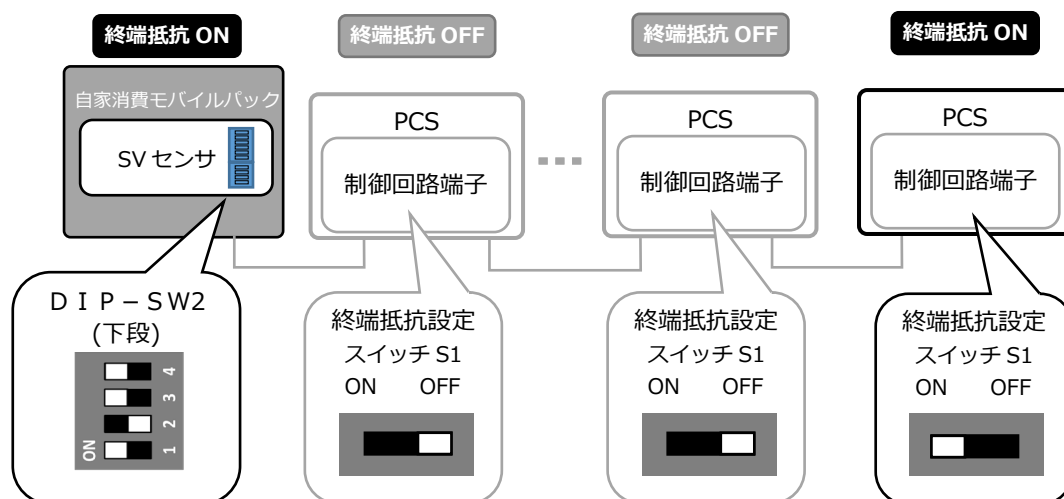 終端抵抗 ON
終端抵抗 OFF
終端抵抗 OFF
終端抵抗 ON
自家消費モバイルパック
SV センサ
PCS
制御回路端子
PCS
制御回路端子
PCS
制御回路端子
ＤＩＰ－ＳＷ2
(下段)
4
3
2
1
ON
終端抵抗設定
スイッチ S1
ON OFF
終端抵抗設定
スイッチ S1
ON OFF
終端抵抗設定
スイッチ S1
ON OFF